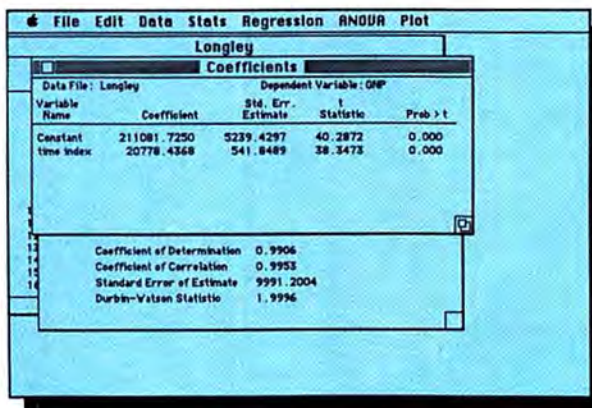 File Edit Data Stats Regression ANOVA Plot
Longley
Coefficients
Data File: Longley Dependent Variable: GNP
Variable Name Coefficient Std. Err. Estimate t Statistic Prob > t
Constant 211081.7250 5239.4297 40.2872 0.000
time index 20778.4368 541.8489 38.3473 0.000
Coefficient of Determination 0.9906
Coefficient of Correlation 0.9953
Standard Error of Estimate 9991.2004
Durbin-Watson Statistic 1.9996